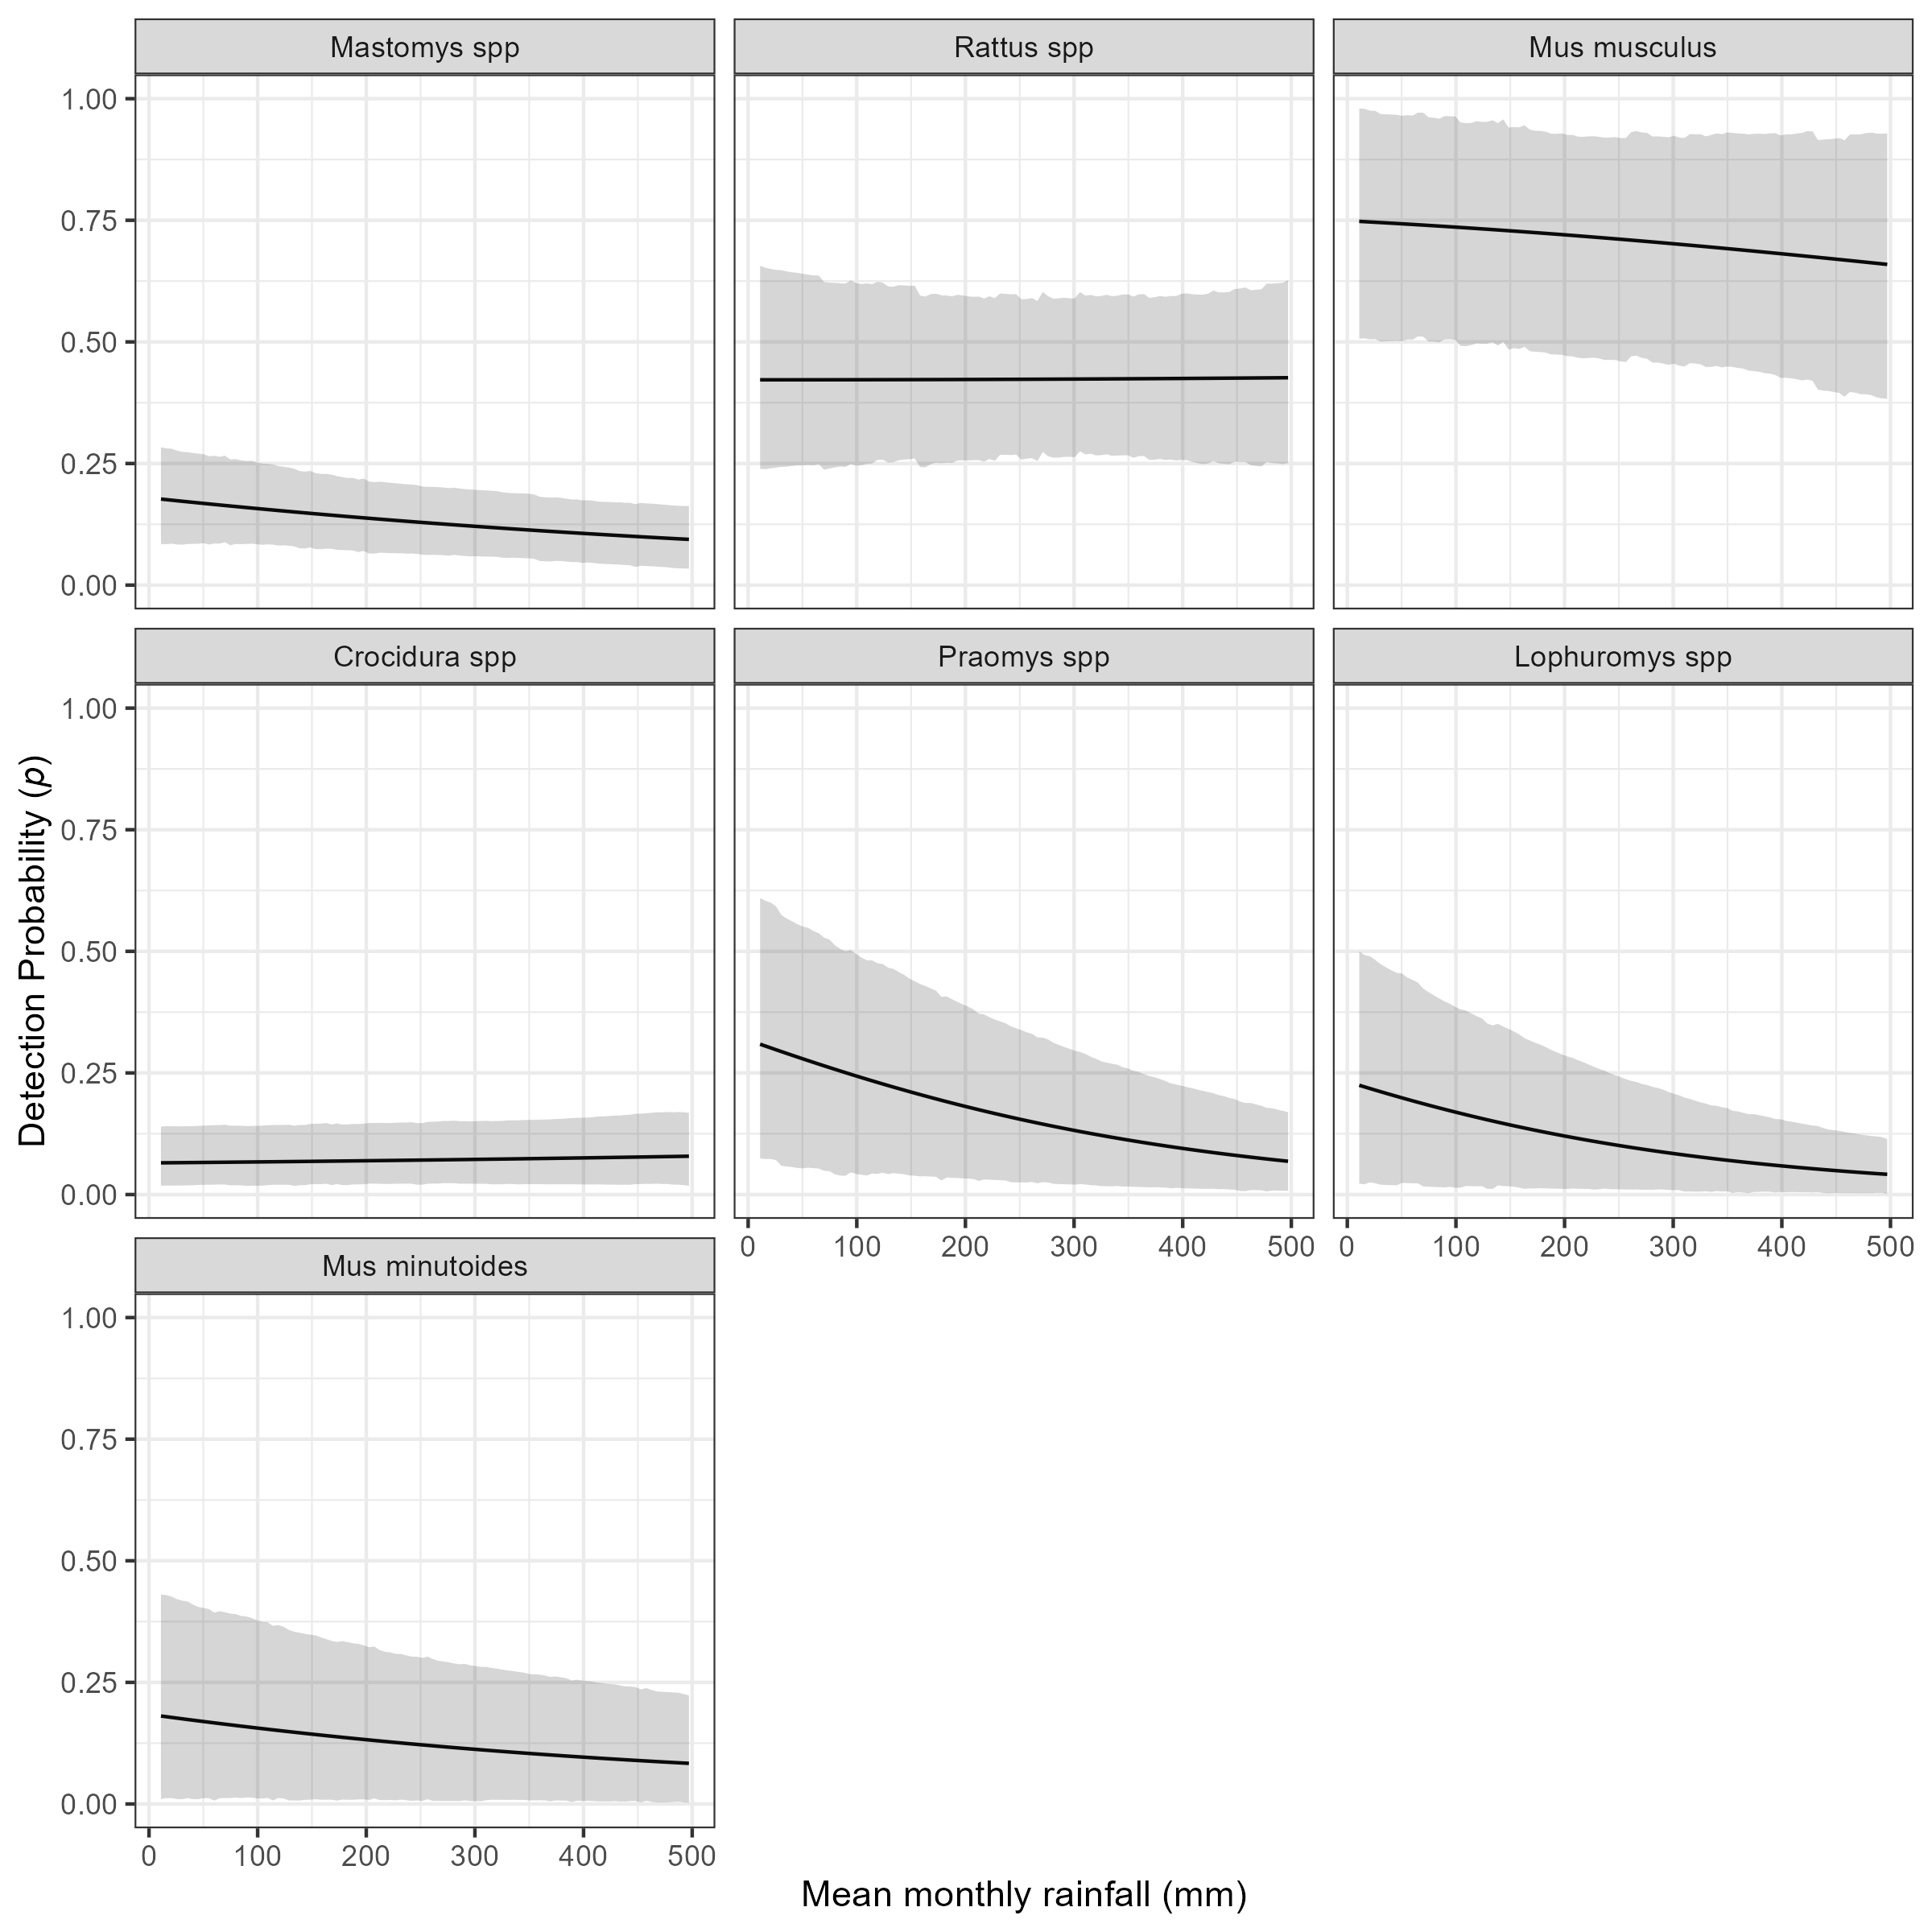 Mastomys spp
Rattus spp
Mus musculus
1.00
0.75
0.50
0.25
0.00
Crocidura spp
Praomys spp
Lophuromys spp
1.00
0.75
0.50
0.25
0.00
0 100 200 300 400 500
0 100 200 300 400 500
Mus minutoides
1.00
0.75
0.50
0.25
0.00
0 100 200 300 400 500
Detection Probability (p)
Mean monthly rainfall (mm)